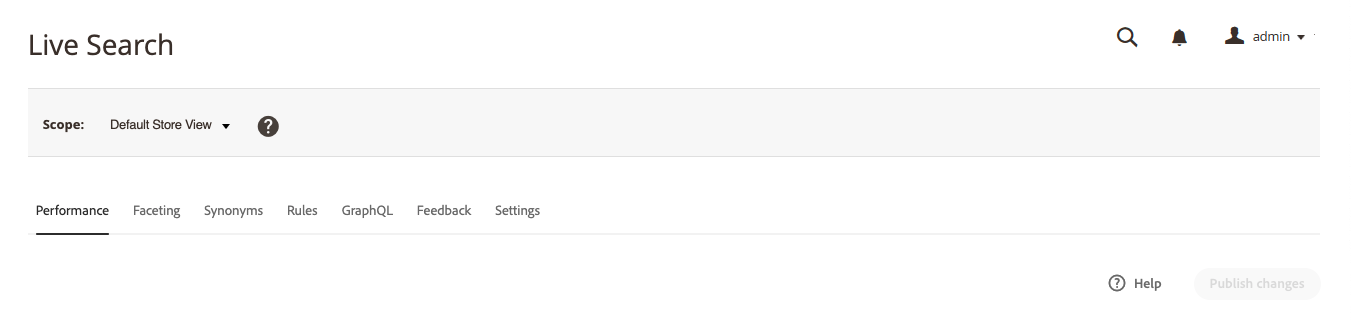 Live Search
admin
Scope: Default Store View ?
Performance Faceting Synonyms Rules GraphQL Feedback Settings
? Help Publish changes